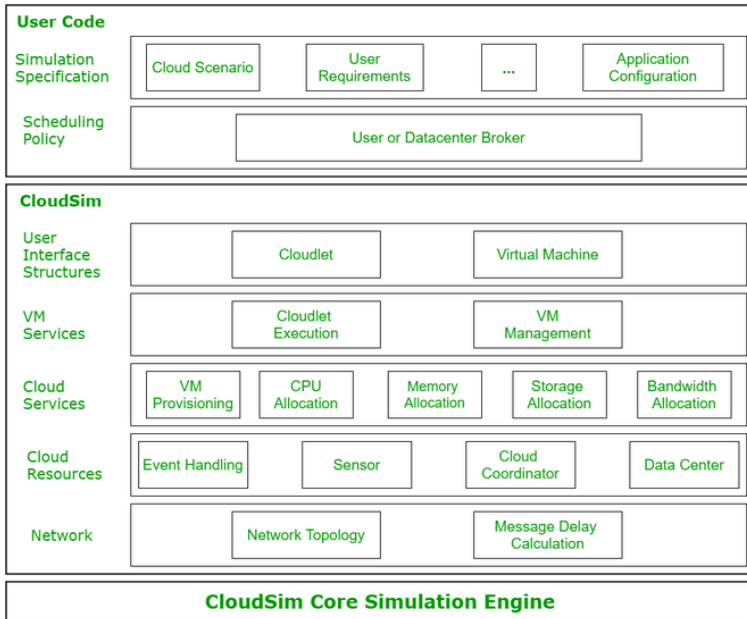 User Code
Simulation
Specification
Cloud Scenario
User
Requirements
...
Application
Configuration
Scheduling
Policy
User or Datacenter Broker
CloudSim
User
Interface
Structures
Cloudlet
Virtual Machine
VM
Services
Cloudlet
Execution
VM
Management
Cloud
Services
VM
Provisioning
CPU
Allocation
Memory
Allocation
Storage
Allocation
Bandwidth
Allocation
Cloud
Resources
Event Handling
Sensor
Cloud
Coordinator
Data Center
Network
Network Topology
Message Delay
Calculation
CloudSim Core Simulation Engine